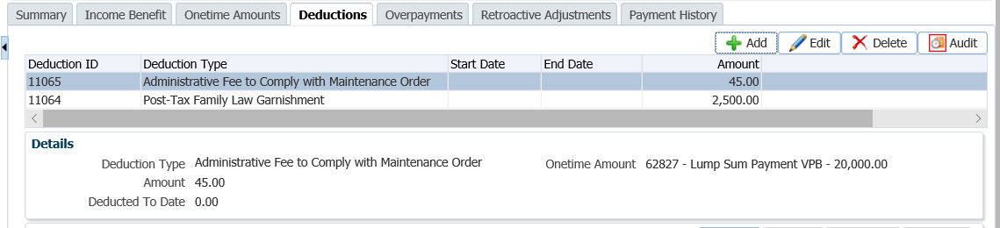 Summary Income Benefit Onetime Amounts Deductions Overpayments Retroactive Adjustments Payment History
Add Edit Delete Audit
Deduction ID Deduction Type Start Date End Date Amount
11065 Administrative Fee to Comply with Maintenance Order 45.00
11064 Post-Tax Family Law Garnishment 2,500.00
Details
Deduction Type Administrative Fee to Comply with Maintenance Order Onetime Amount 62827 - Lump Sum Payment VPB - 20,000.00
Amount 45.00
Deducted To Date 0.00